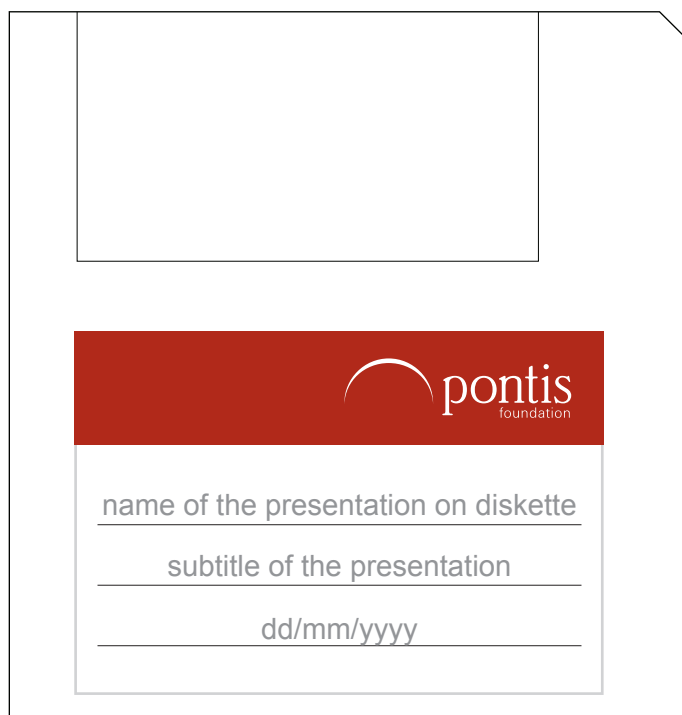 pontis
foundation
name of the presentation on diskette
subtitle of the presentation
dd/mm/yyyy